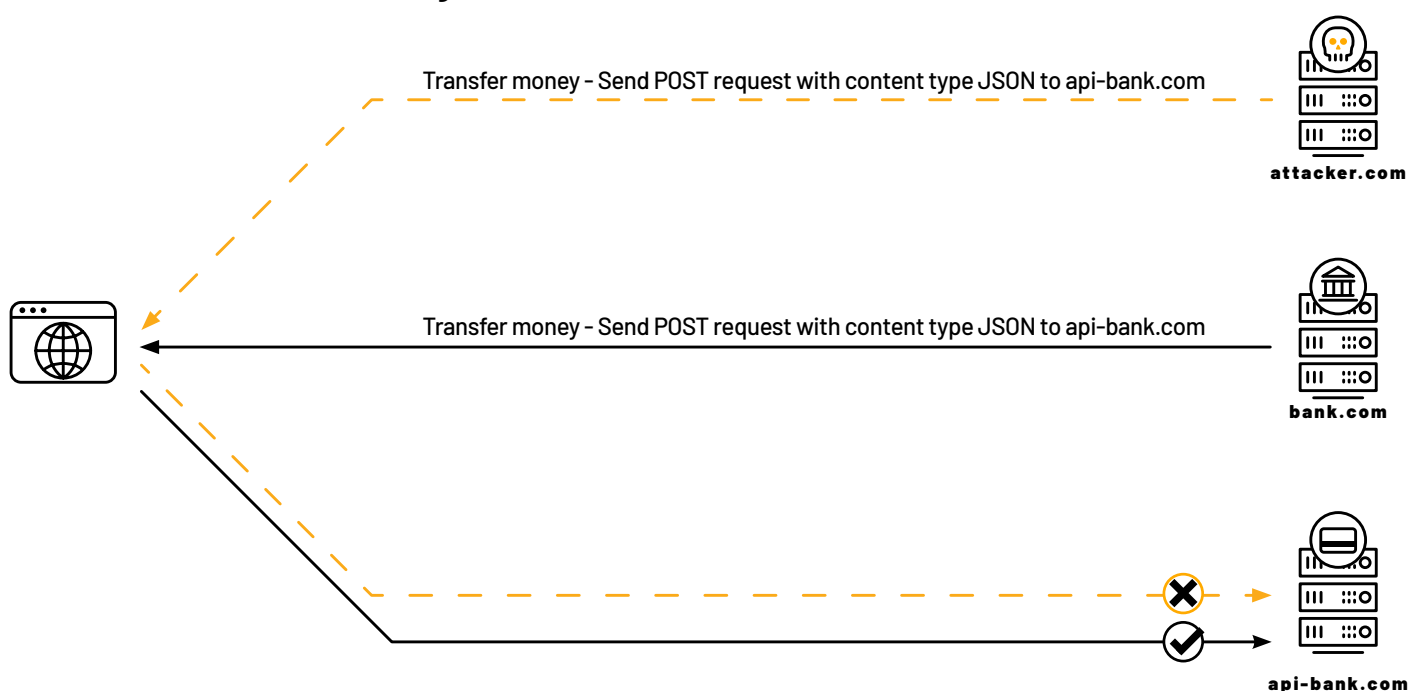 Transfer money - Send POST request with content type JSON to api-bank.com
attacker.com
Transfer money - Send POST request with content type JSON to api-bank.com
bank.com
api-bank.com